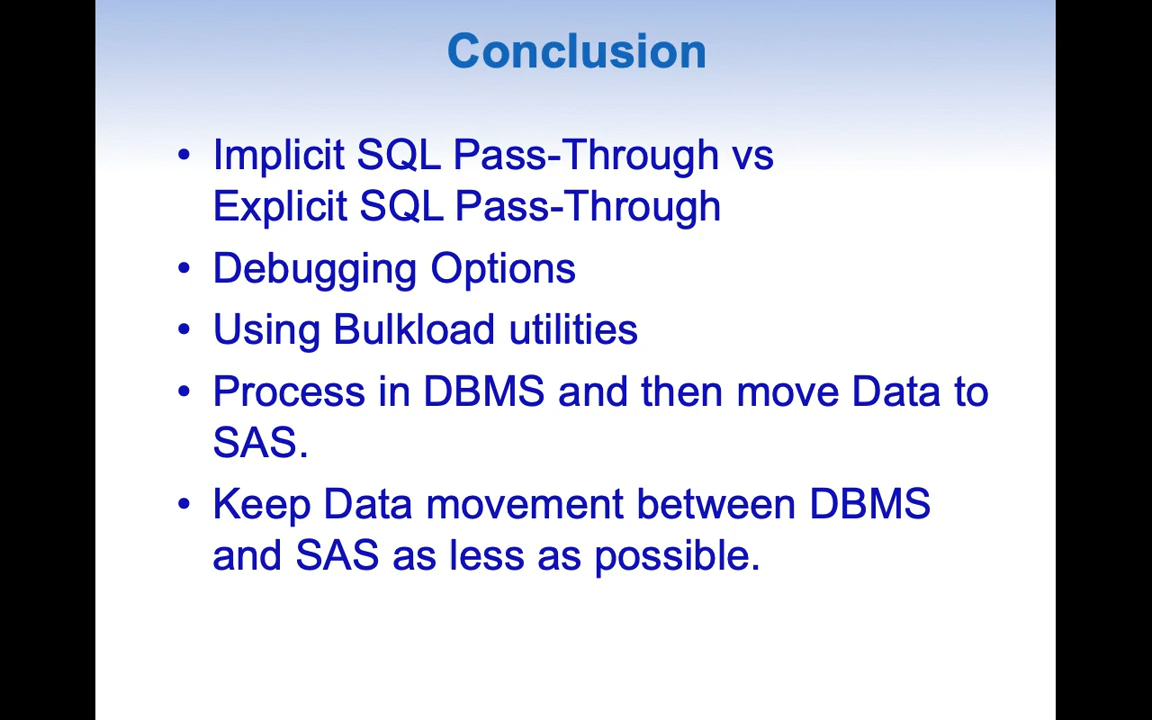 Conclusion
• Implicit SQL Pass-Through vs
Explicit SQL Pass-Through
• Debugging Options
• Using Bulkload utilities
• Process in DBMS and then move Data to
SAS.
• Keep Data movement between DBMS
and SAS as less as possible.